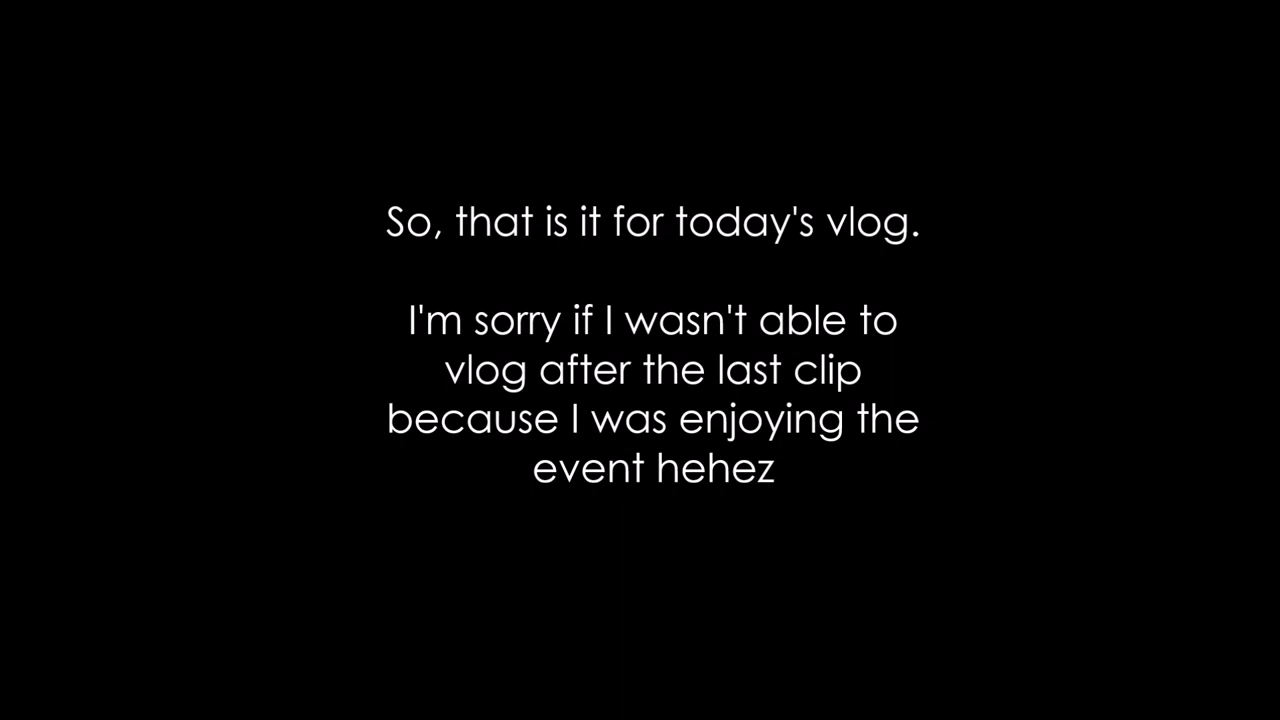 So, that is it for today's vlog.
I'm sorry if I wasn't able to
vlog after the last clip
because I was enjoying the
event hehez